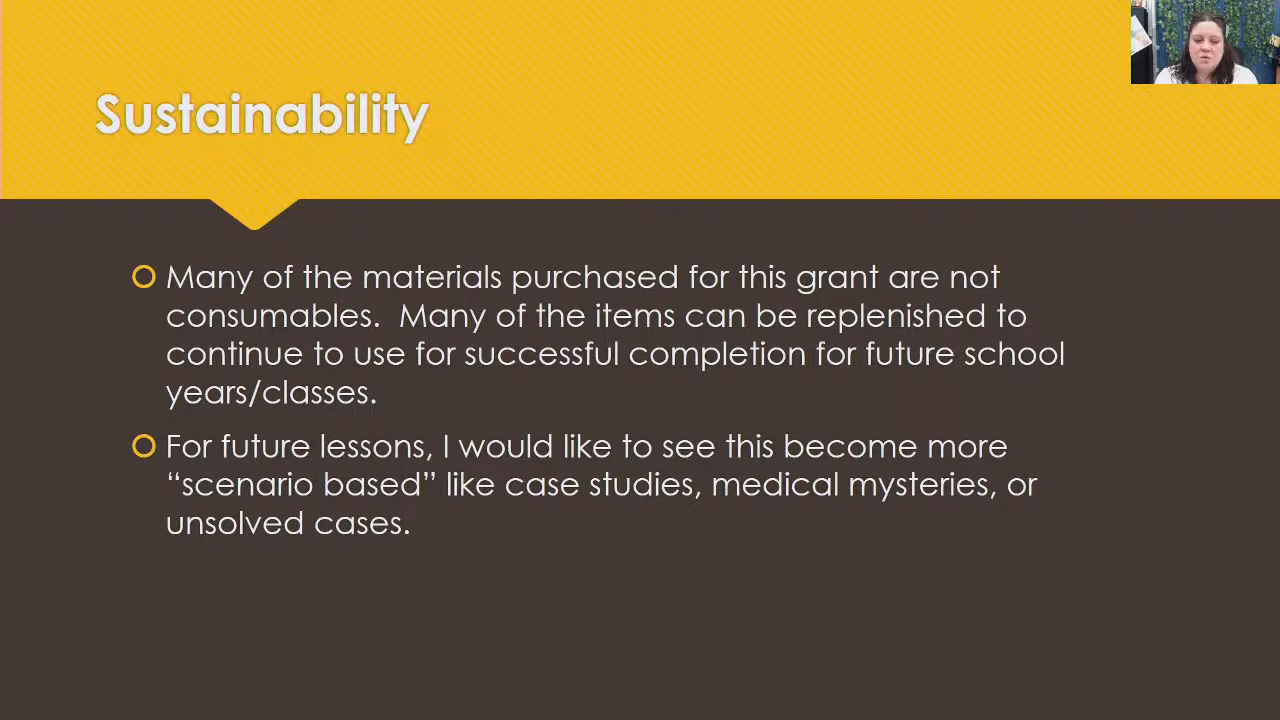 Sustainability
Many of the materials purchased for this grant are not
consumables.  Many of the items can be replenished to
continue to use for successful completion for future school
years/classes.
For future lessons, I would like to see this become more
“scenario based” like case studies, medical mysteries, or
unsolved cases.